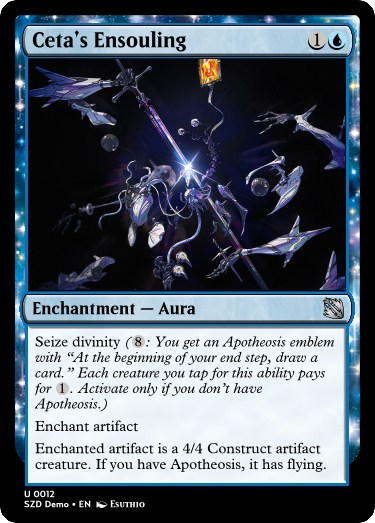 Ceta's Ensouling 1
Enchantment — Aura
Seize divinity (8: You get an Apotheosis emblem
with “At the beginning of your end step, draw a
card.” Each creature you tap for this ability pays
for 1. Activate only if you don’t have
Apotheosis.)
Enchant artifact
Enchanted artifact is a 4/4 Construct artifact
creature. If you have Apotheosis, it has flying.
U 0012
SZD Demo • EN Esuthio